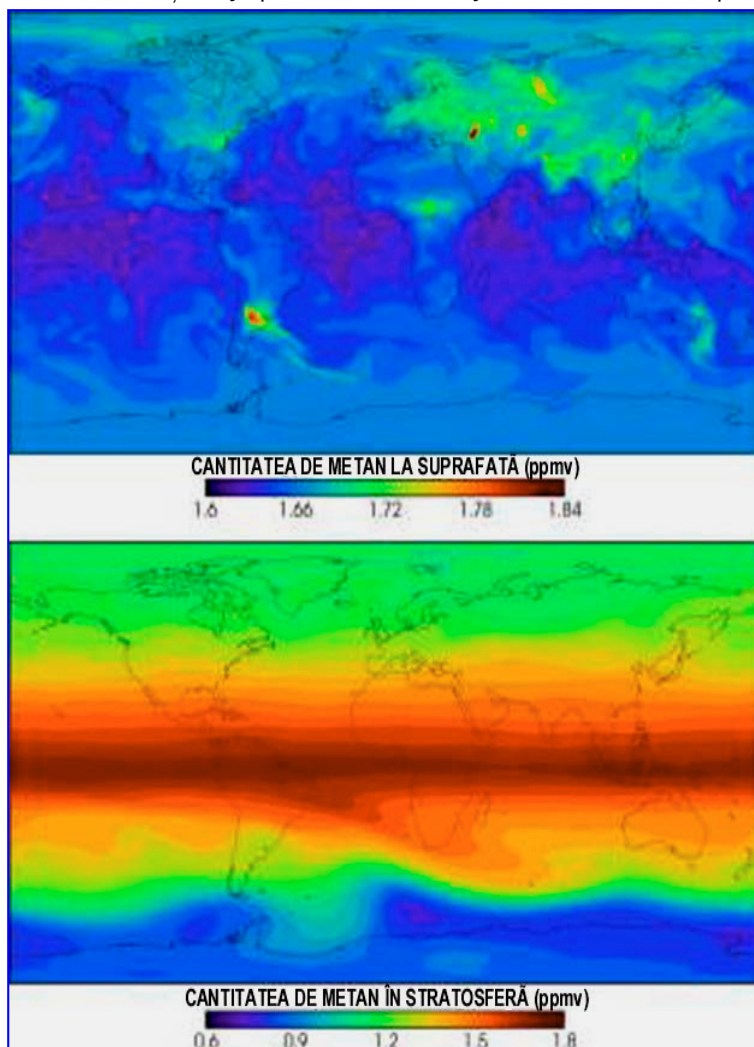 CANTITATEA DE METAN LA SUPRAFATĂ (ppmv)
1.6 1.66 1.72 1.78 1.84
CANTITATEA DE METAN ÎN STRATOSFERĂ (ppmv)
0.6 0.9 1.2 1.5 1.8